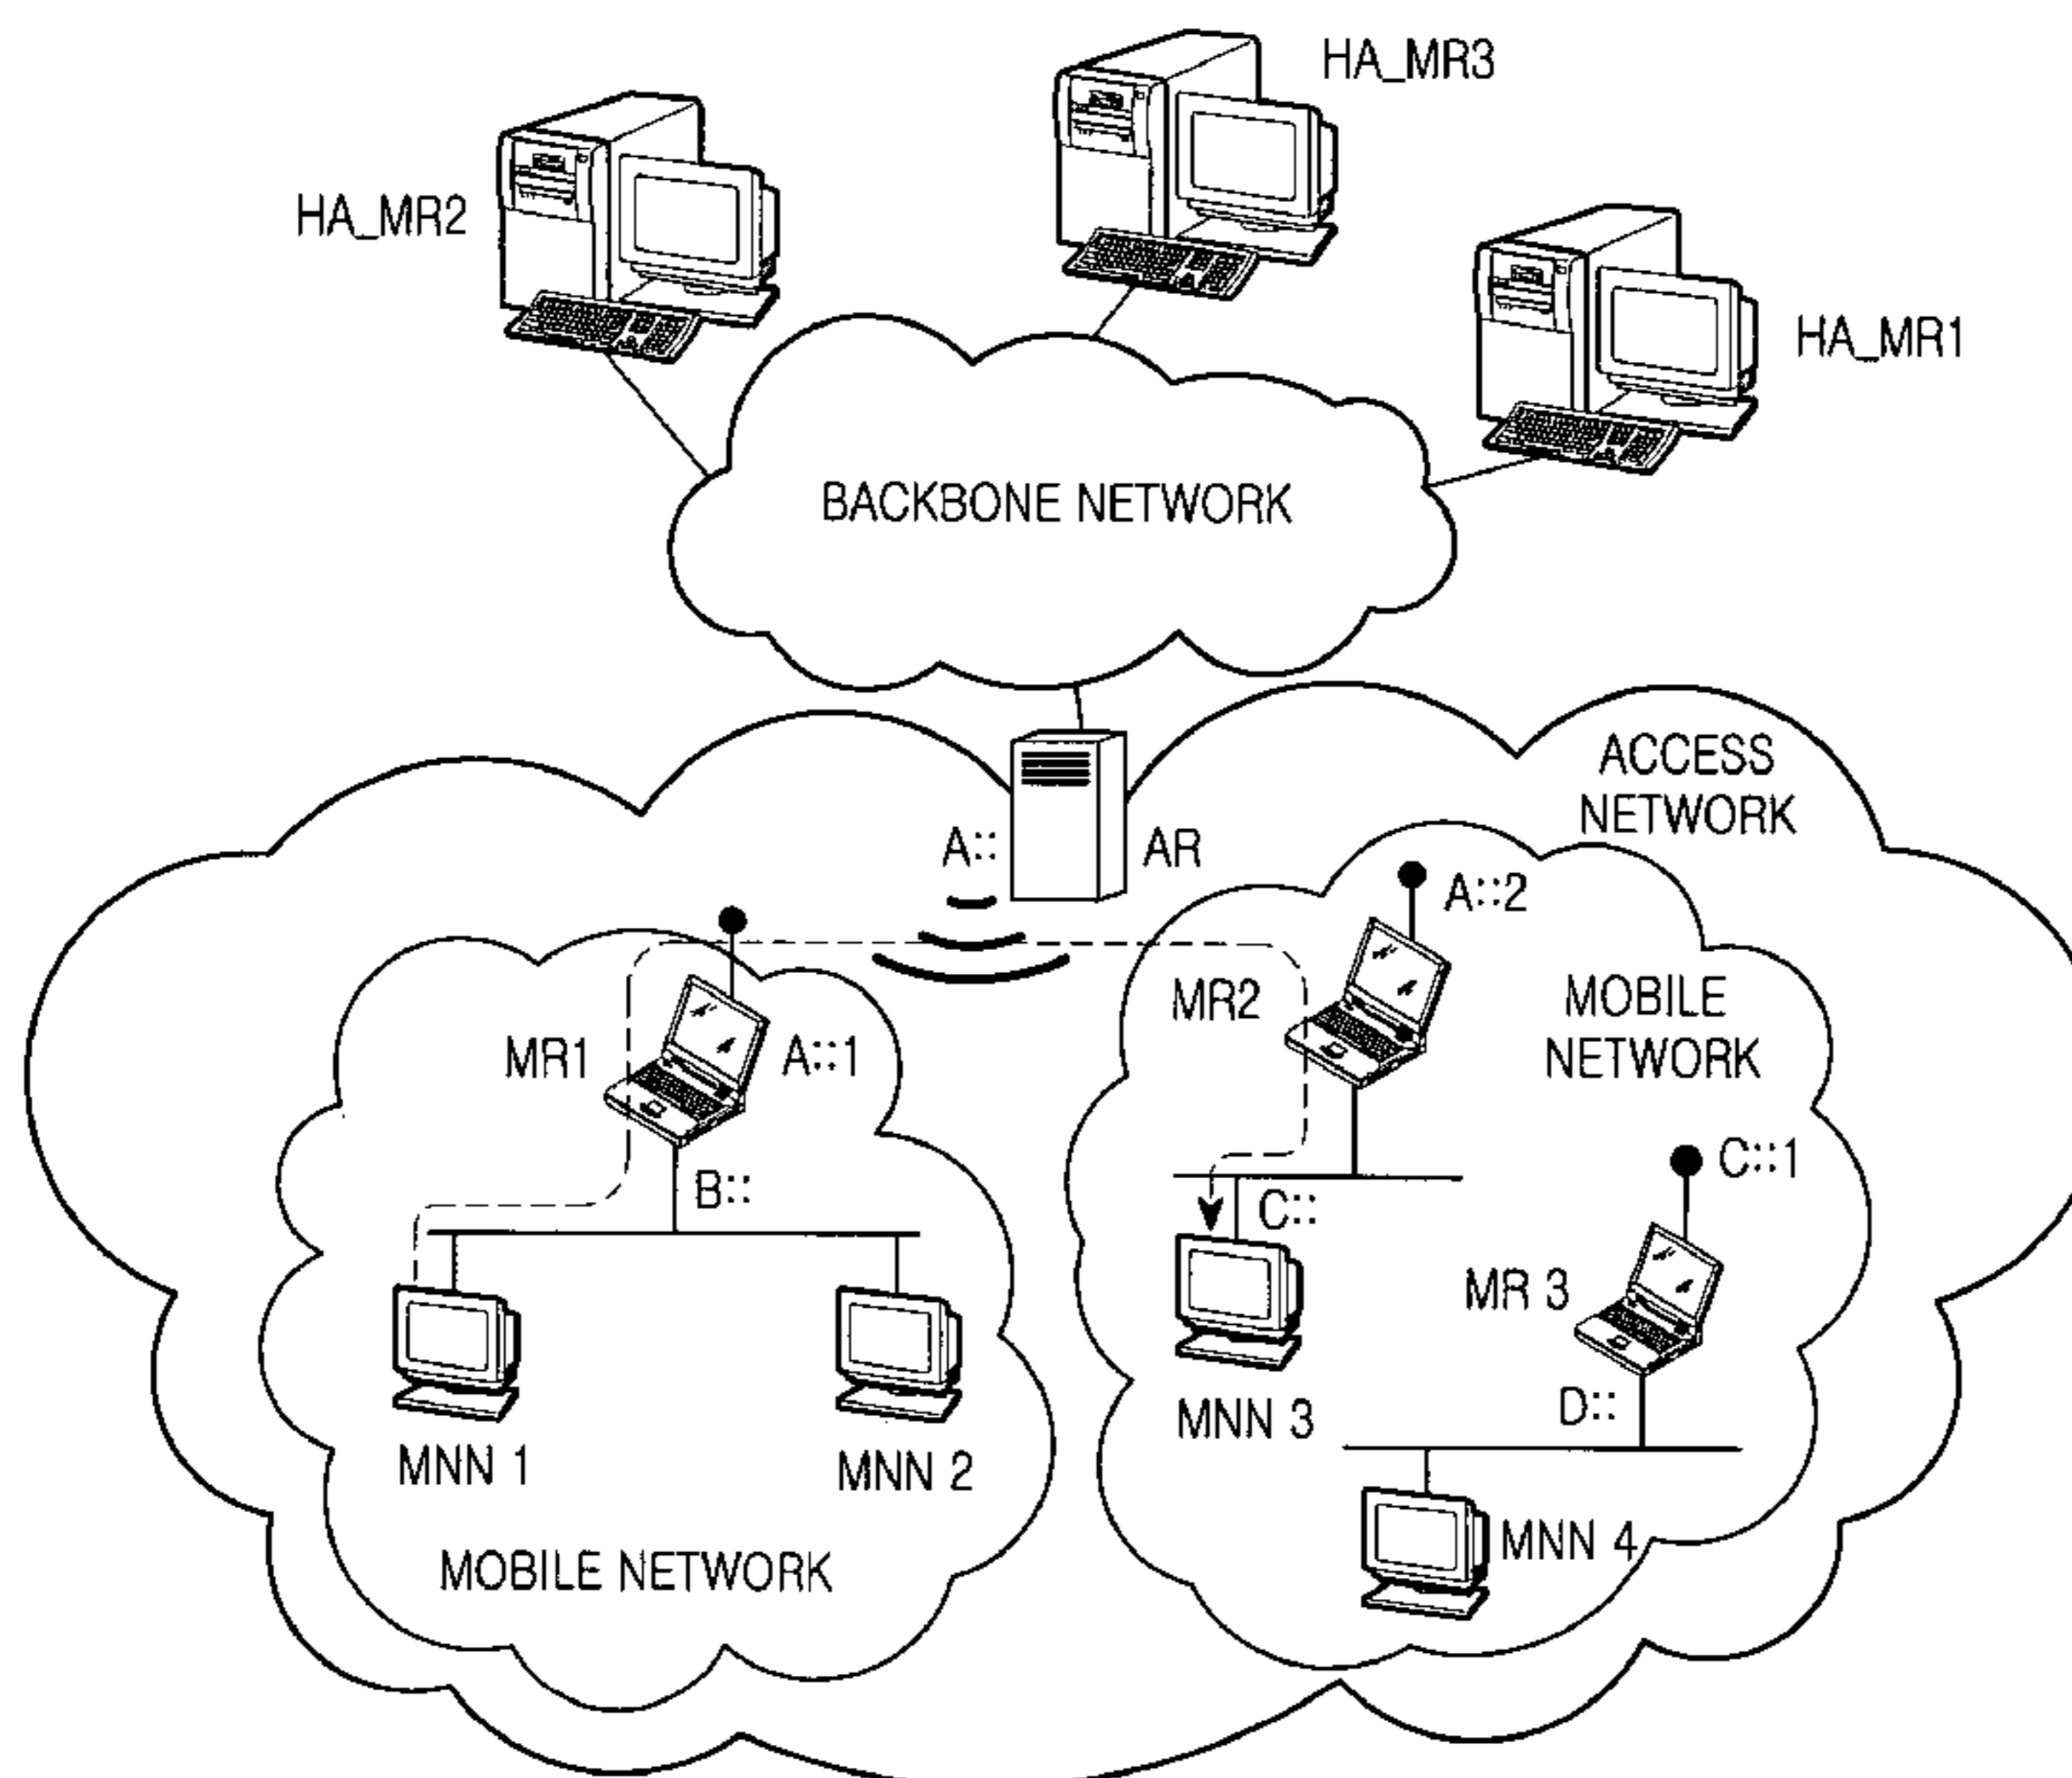 HA_MR3
HA_MR2
HA_MR1
BACKBONE NETWORK
ACCESS
NETWORK
A::
AR
A::2
MR2
MOBILE
NETWORK
MR1
A::1
C::1
B::
C::
MR 3
MNN 3
D::
MNN 1
MNN 2
MNN 4
MOBILE NETWORK